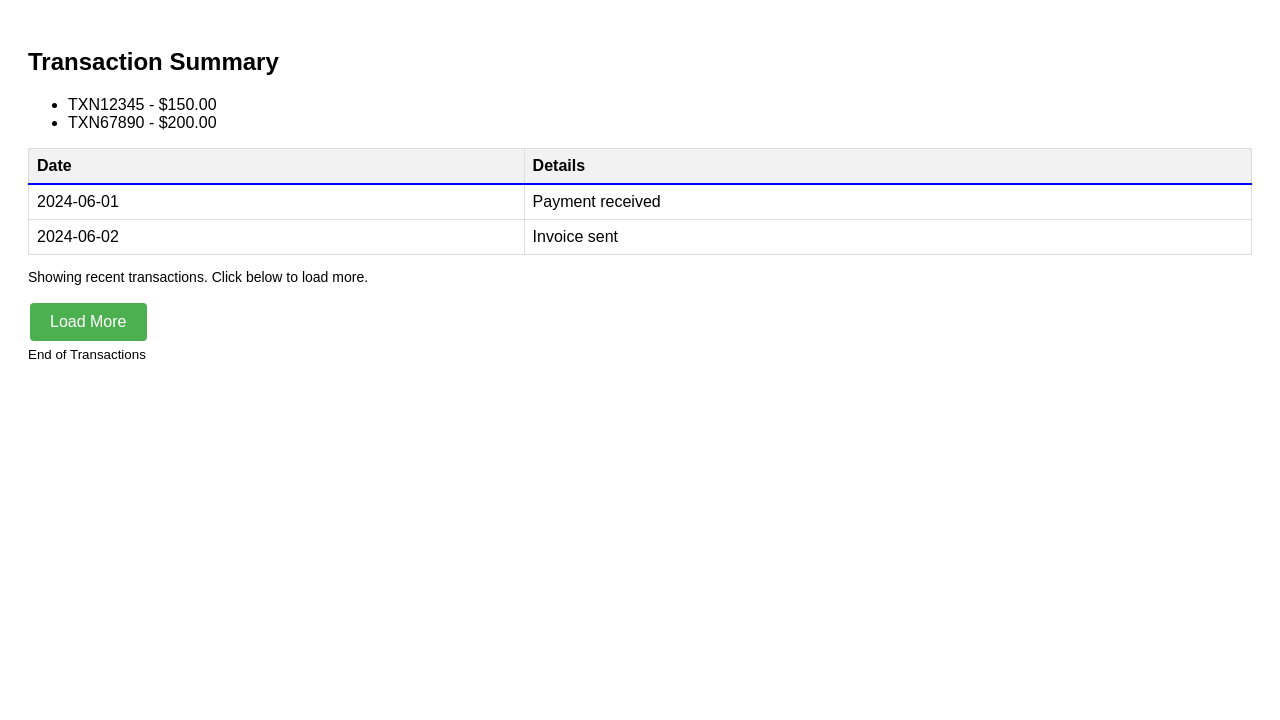 Transaction Summary
TXN12345 - $150.00
TXN67890 - $200.00
Date Details
2024-06-01 Payment received
2024-06-02 Invoice sent
Showing recent transactions. Click below to load more.
Load More
End of Transactions